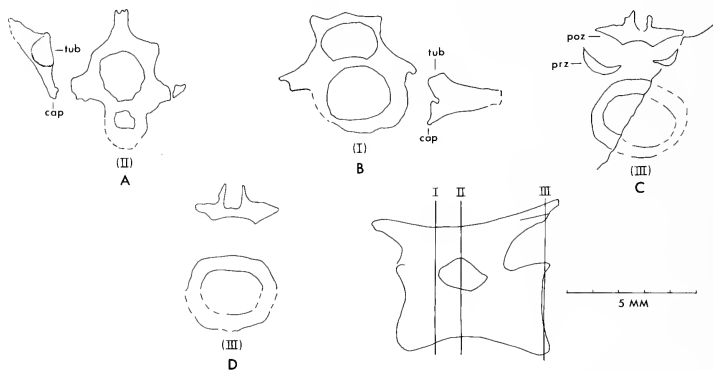 tub
cap
(II)
A
tub
cap
(I)
B
poz
prz
(III)
C
(III)
D
I II III
5 MM